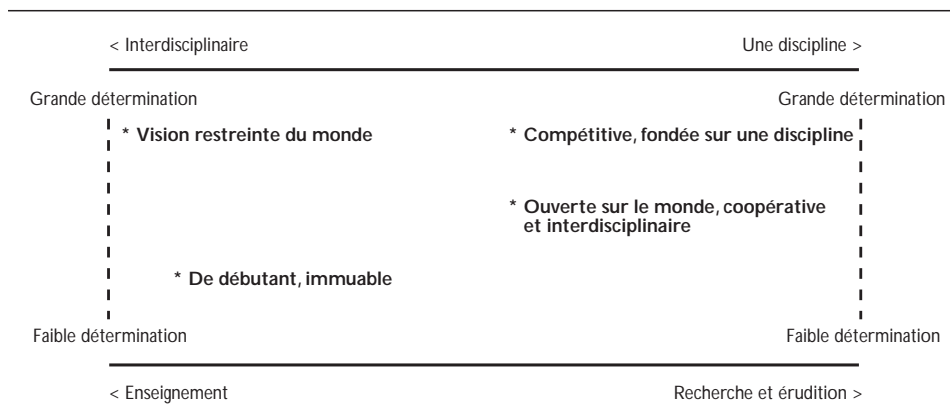 < Interdisciplinaire Une discipline >
Grande détermination Grande détermination
* Vision restreinte du monde * Compétitive, fondée sur une discipline
* Ouverte sur le monde, coopérative
et interdisciplinaire
* De débutant, immuable
Faible détermination Faible détermination
< Enseignement Recherche et érudition >